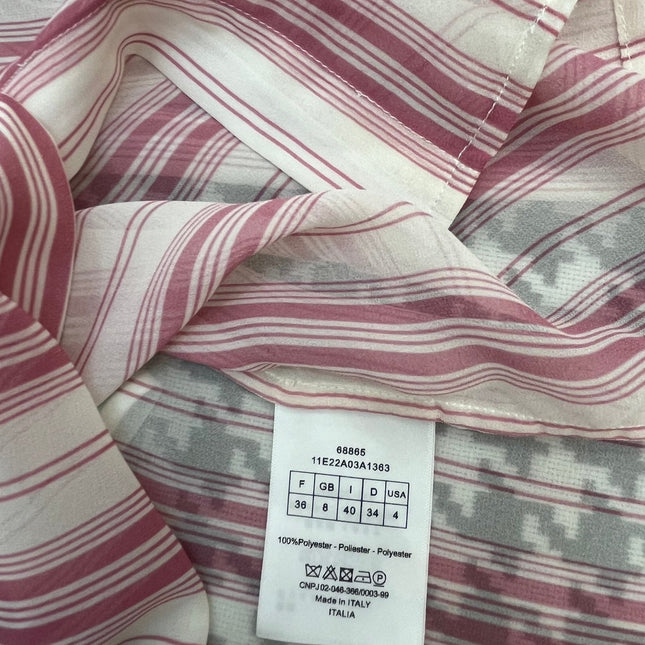 68865
11E22A03A1363
F GB I D USA
36 8 40 34 4
100%Polyester - Poliester - Polyester
CNPJ 02-046-366/0003-99
Made in ITALY
ITALIA